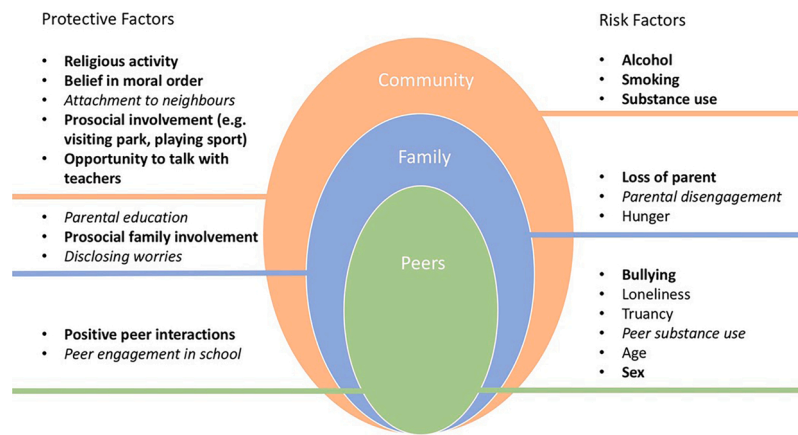 Protective Factors
• Religious activity
• Belief in moral order
• Attachment to neighbours
• Prosocial involvement (e.g.
visiting park, playing sport)
• Opportunity to talk with
teachers
• Parental education
• Prosocial family involvement
• Disclosing worries
• Positive peer interactions
• Peer engagement in school
Community
Family
Peers
Risk Factors
• Alcohol
• Smoking
• Substance use
• Loss of parent
• Parental disengagement
• Hunger
• Bullying
• Loneliness
• Truancy
• Peer substance use
• Age
• Sex